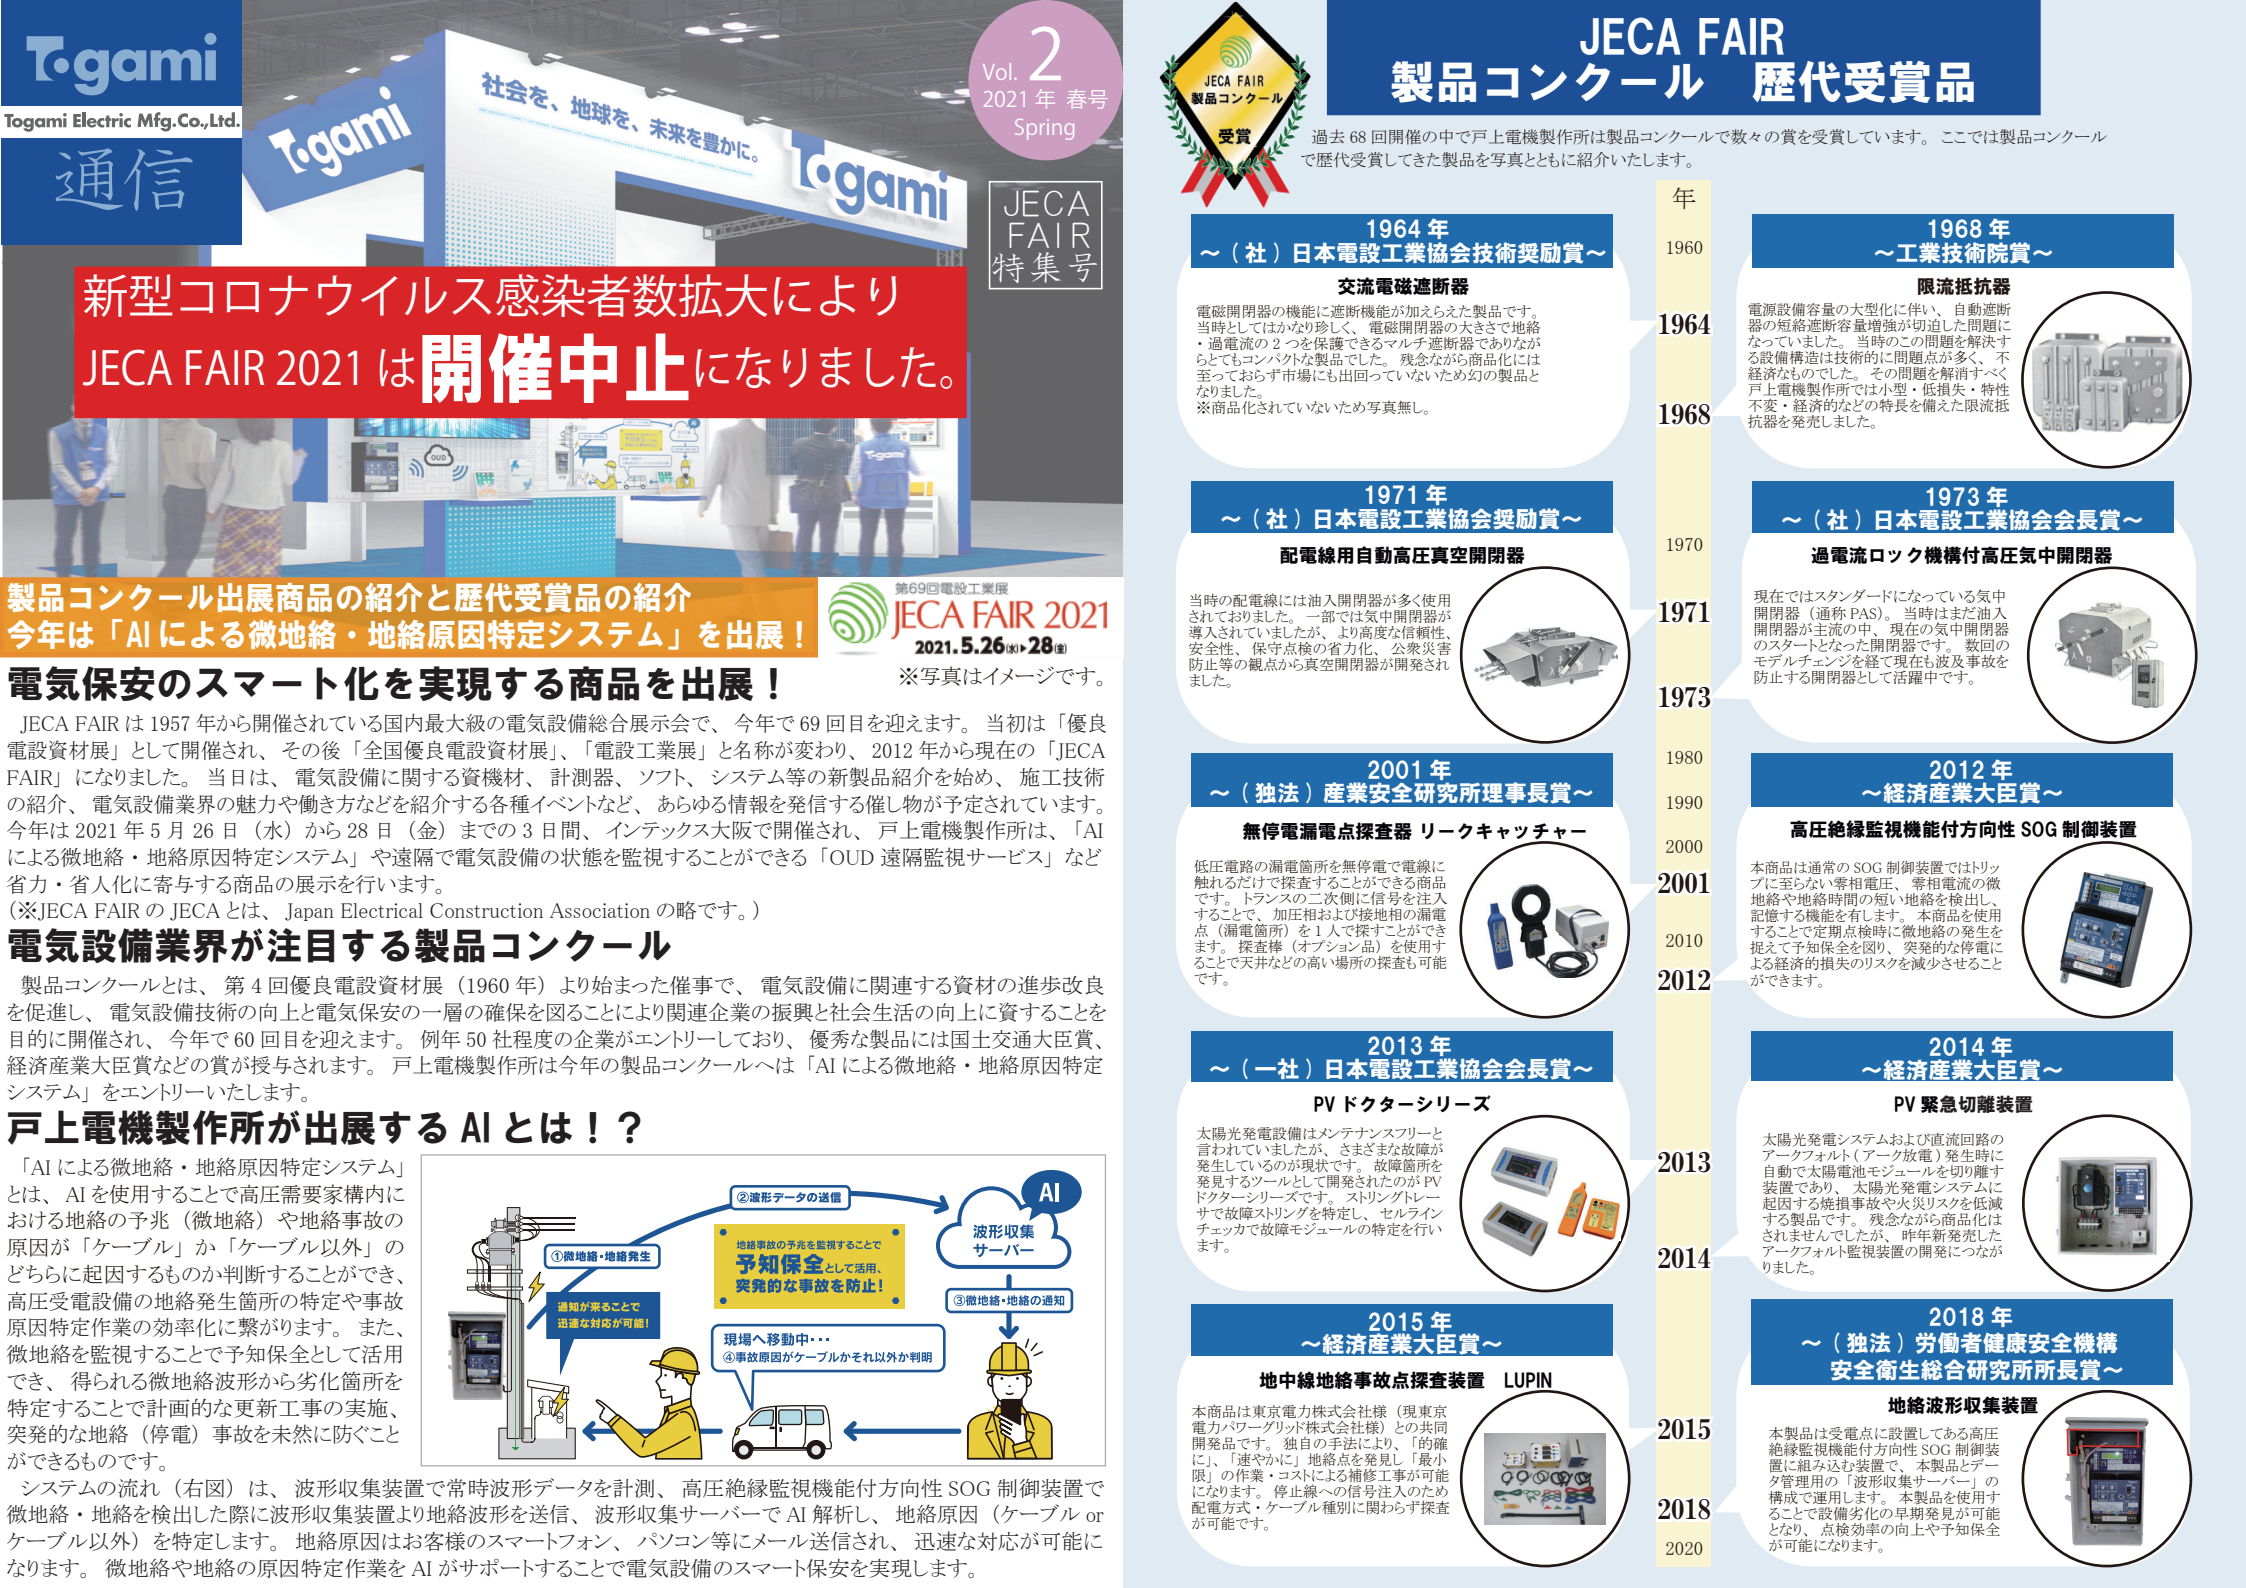 Togami
Togami Electric Mfg.Co.,Ltd.
通信
Togami
社会を、地球を、未来を豊かに。
Togami
Vol. 2
2021 年 春号
Spring
JECA
FAIR
特集号
新型コロナウイルス感染者数拡大により
JECA FAIR 2021 は開催中止になりました。
OUD
Togami
製品コンクール出展商品の紹介と歴代受賞品の紹介
今年は「AI による微地絡・地絡原因特定システム」を出展！
第69回電設工業展
JECA FAIR 2021
2021.5.26㈬▶28㈮
※写真はイメージです。
電気保安のスマート化を実現する商品を出展！
JECA FAIR は 1957 年から開催されている国内最大級の電気設備総合展示会で、今年で 69 回目を迎えます。当初は「優良
電設資材展」として開催され、その後「全国優良電設資材展」、「電設工業展」と名称が変わり、2012 年から現在の「JECA
FAIR」になりました。当日は、電気設備に関する資機材、計測器、ソフト、システム等の新製品紹介を始め、施工技術
の紹介、電気設備業界の魅力や働き方などを紹介する各種イベントなど、あらゆる情報を発信する催し物が予定されています。
今年は 2021 年 5 月 26 日（水）から 28 日（金）までの 3 日間、インテックス大阪で開催され、戸上電機製作所は、「AI
による微地絡・地絡原因特定システム」や遠隔で電気設備の状態を監視することができる「OUD 遠隔監視サービス」など
省力・省人化に寄与する商品の展示を行います。
（※JECA FAIR の JECA とは、Japan Electrical Construction Association の略です。）
電気設備業界が注目する製品コンクール
製品コンクールとは、第 4 回優良電設資材展（1960 年）より始まった催事で、電気設備に関連する資材の進歩改良
を促進し、電気設備技術の向上と電気保安の一層の確保を図ることにより関連企業の振興と社会生活の向上に資することを
目的に開催され、今年で 60 回目を迎えます。例年 50 社程度の企業がエントリーしており、優秀な製品には国土交通大臣賞、
経済産業大臣賞などの賞が授与されます。戸上電機製作所は今年の製品コンクールへは「AI による微地絡・地絡原因特定
システム」をエントリーいたします。
戸上電機製作所が出展する AI とは！？
「AI による微地絡・地絡原因特定システム」
とは、AI を使用することで高圧需要家構内に
おける地絡の予兆（微地絡）や地絡事故の
原因が「ケーブル」か「ケーブル以外」の
どちらに起因するものか判断することができ、
高圧受電設備の地絡発生箇所の特定や事故
原因特定作業の効率化に繋がります。また、
微地絡を監視することで予知保全として活用
でき、得られる微地絡波形から劣化箇所を
特定することで計画的な更新工事の実施、
突発的な地絡（停電）事故を未然に防ぐこと
ができるものです。
①微地絡・地絡発生
②波形データの送信
AI
波形収集
サーバー
地絡事故の予兆を監視することで
予知保全として活用、
突発的な事故を防止！
③微地絡・地絡の通知
通知が来ることで
迅速な対応が可能！
現場へ移動中・・・
④事故原因がケーブルかそれ以外か判明
システムの流れ（右図）は、波形収集装置で常時波形データを計測、高圧絶縁監視機能付方向性 SOG 制御装置で
微地絡・地絡を検出した際に波形収集装置より地絡波形を送信、波形収集サーバーで AI 解析し、地絡原因（ケーブル or
ケーブル以外）を特定します。地絡原因はお客様のスマートフォン、パソコン等にメール送信され、迅速な対応が可能に
なります。微地絡や地絡の原因特定作業を AI がサポートすることで電気設備のスマート保安を実現します。
JECA FAIR
製品コンクール
受賞
JECA FAIR
製品コンクール　歴代受賞品
過去 68 回開催の中で戸上電機製作所は製品コンクールで数々の賞を受賞しています。ここでは製品コンクール
で歴代受賞してきた製品を写真とともに紹介いたします。
年
1960
1964
1968
1970
1971
1973
1980
1990
2000
2001
2010
2012
2013
2014
2015
2018
2020
1964 年
～（社）日本電設工業協会技術奨励賞～
交流電磁遮断器
電磁開閉器の機能に遮断機能が加えらえた製品です。
当時としてはかなり珍しく、電磁開閉器の大きさで地絡
・過電流の 2 つを保護できるマルチ遮断器でありなが
らとてもコンパクトな製品でした。残念ながら商品化には
至っておらず市場にも出回っていないため幻の製品と
なりました。
※商品化されていないため写真無し。
1968 年
～工業技術院賞～
限流抵抗器
電源設備容量の大型化に伴い、自動遮断
器の短絡遮断容量増強が切迫した問題に
なっていました。当時のこの問題を解決す
る設備構造は技術的に問題点が多く、不
経済なものでした。その問題を解消すべく
戸上電機製作所では小型・低損失・特性
不変・経済的などの特長を備えた限流抵
抗器を発売しました。
1971 年
～（社）日本電設工業協会奨励賞～
配電線用自動高圧真空開閉器
当時の配電線には油入開閉器が多く使用
されておりました。一部では気中開閉器が
導入されていましたが、より高度な信頼性、
安全性、保守点検の省力化、公衆災害
防止等の観点から真空開閉器が開発され
ました。
1973 年
～（社）日本電設工業協会会長賞～
過電流ロック機構付高圧気中開閉器
現在ではスタンダードになっている気中
開閉器（通称 PAS）。当時はまだ油入
開閉器が主流の中、現在の気中開閉器
のスタートとなった開閉器です。数回の
モデルチェンジを経て現在も波及事故を
防止する開閉器として活躍中です。
2001 年
～（独法）産業安全研究所理事長賞～
無停電漏電点探査器 リークキャッチャー
低圧電路の漏電箇所を無停電で電線に
触れるだけで探査することができる商品
です。トランスの二次側に信号を注入
することで、加圧相および接地相の漏電
点（漏電箇所）を 1 人で探すことができ
ます。探査棒（オプション品）を使用す
ることで天井などの高い場所の探査も可能
です。
2012 年
～経済産業大臣賞～
高圧絶縁監視機能付方向性 SOG 制御装置
本商品は通常の SOG 制御装置ではトリッ
プに至らない零相電圧、零相電流の微
地絡や地絡時間の短い地絡を検出し、
記憶する機能を有します。本商品を使用
することで定期点検時に微地絡の発生を
捉えて予知保全を図り、突発的な停電に
よる経済的損失のリスクを減少させること
ができます。
2013 年
～（一社）日本電設工業協会会長賞～
PV ドクターシリーズ
太陽光発電設備はメンテナンスフリーと
言われていましたが、さまざまな故障が
発生しているのが現状です。故障箇所を
発見するツールとして開発されたのが PV
ドクターシリーズです。ストリングトレー
サで故障ストリングを特定し、セルライン
チェッカで故障モジュールの特定を行い
ます。
2014 年
～経済産業大臣賞～
PV 緊急切離装置
太陽光発電システムおよび直流回路の
アークフォルト（アーク放電）発生時に
自動で太陽電池モジュールを切り離す
装置であり、太陽光発電システムに
起因する焼損事故や火災リスクを低減
する製品です。残念ながら商品化は
されませんでしたが、昨年新発売した
アークフォルト監視装置の開発につなが
りました。
2015 年
～経済産業大臣賞～
地中線地絡事故点探査装置　LUPIN
本商品は東京電力株式会社様（現東京
電力パワーグリッド株式会社様）との共同
開発品です。独自の手法により、「的確
に」、「速やかに」地絡点を発見し「最小
限」の作業・コストによる補修工事が可能
になります。停止線への信号注入のため
配電方式・ケーブル種別に関わらず探査
が可能です。
2018 年
～（独法）労働者健康安全機構
安全衛生総合研究所所長賞～
地絡波形収集装置
本製品は受電点に設置してある高圧
絶縁監視機能付方向性 SOG 制御装
置に組み込む装置で、本製品とデー
タ管理用の「波形収集サーバー」の
構成で運用します。本製品を使用す
ることで設備劣化の早期発見が可能
となり、点検効率の向上や予知保全
が可能になります。